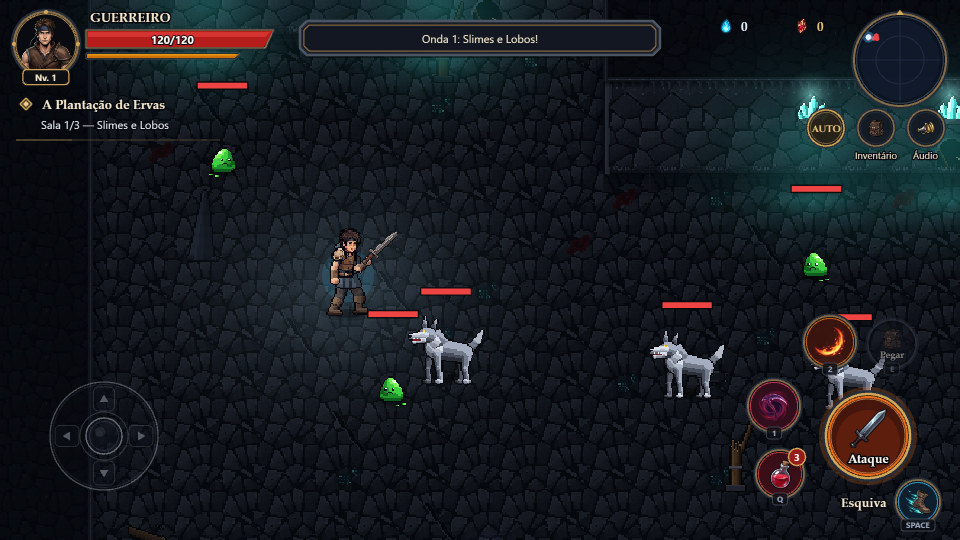 GUERREIRO
120/120
Nv. 1
Onda 1: Slimes e Lobos!
0
0
A Plantação de Ervas
Sala 1/3 — Slimes e Lobos
AUTO
Inventário
Áudio
Pegar
E
2
1
3
Q
Ataque
Esquiva
SPACE